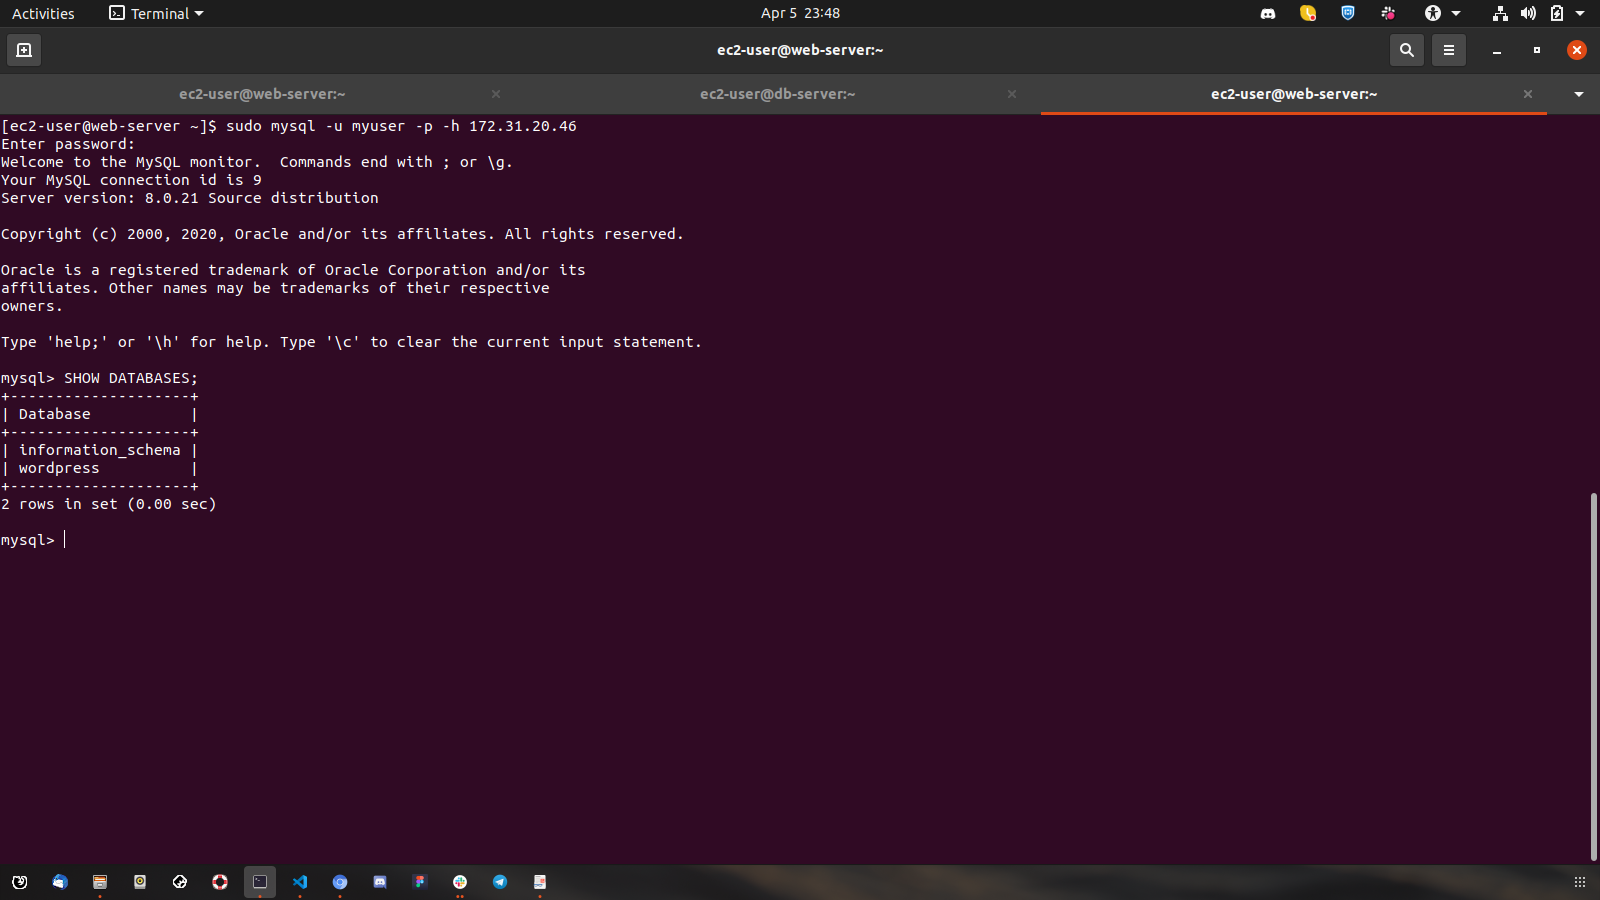 Activities Terminal Apr 5 23:48
ec2-user@web-server:~
ec2-user@web-server:~ ec2-user@db-server:~ ec2-user@web-server:~
[ec2-user@web-server ~]$ sudo mysql -u myuser -p -h 172.31.20.46
Enter password:
Welcome to the MySQL monitor.  Commands end with ; or \g.
Your MySQL connection id is 9
Server version: 8.0.21 Source distribution
Copyright (c) 2000, 2020, Oracle and/or its affiliates. All rights reserved.
Oracle is a registered trademark of Oracle Corporation and/or its
affiliates. Other names may be trademarks of their respective
owners.
Type 'help;' or '\h' for help. Type '\c' to clear the current input statement.
mysql> SHOW DATABASES;
+--------------------+
| Database           |
+--------------------+
| information_schema |
| wordpress          |
+--------------------+
2 rows in set (0.00 sec)
mysql>